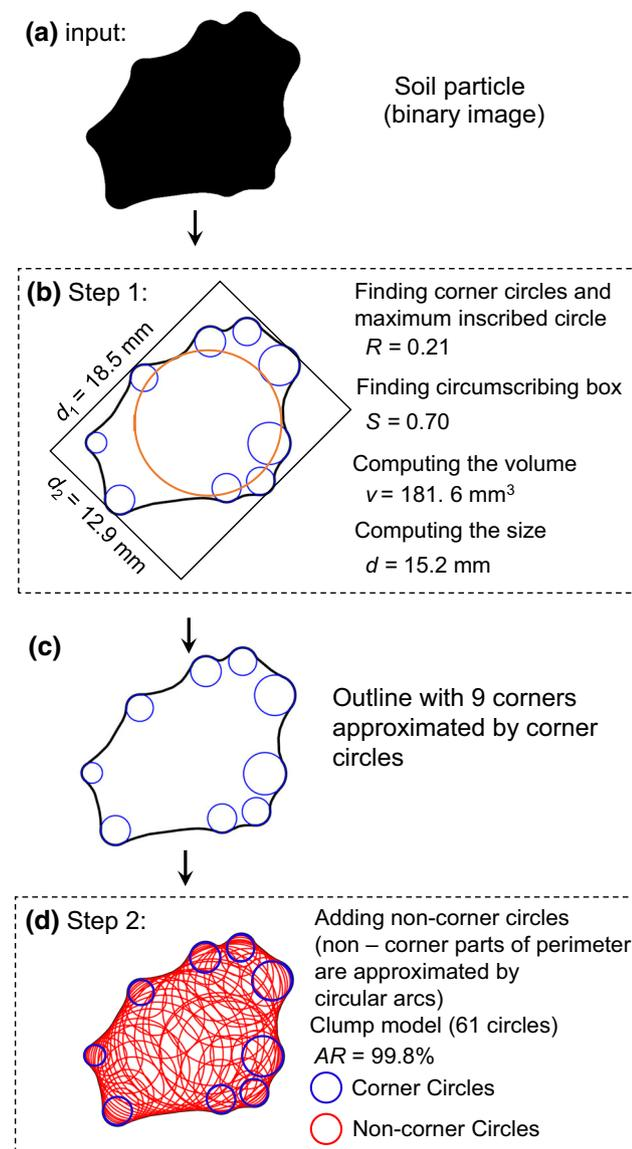 (a) input:
Soil particle
(binary image)
(b) Step 1:
d₁ = 18.5 mm
d₂ = 12.9 mm
Finding corner circles and
maximum inscribed circle
R = 0.21
Finding circumscribing box
S = 0.70
Computing the volume
v = 181. 6 mm³
Computing the size
d = 15.2 mm
(c)
Outline with 9 corners
approximated by corner
circles
(d) Step 2:
Adding non-corner circles
(non – corner parts of perimeter
are approximated by
circular arcs)
Clump model (61 circles)
AR = 99.8%
Corner Circles
Non-corner Circles